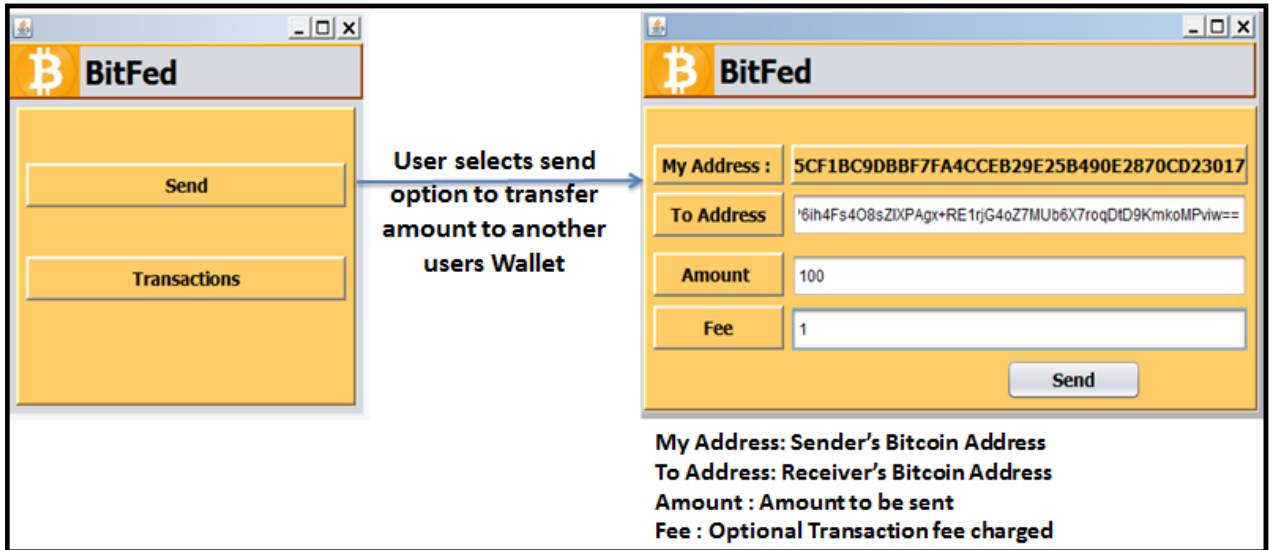 BitFed
Send
Transactions
User selects send
option to transfer
amount to another
users Wallet
BitFed
My Address : 5CF1BC9DBBF7FA4CCEB29E25B490E2870CD23017
To Address '6ih4Fs4O8sZIXPAgx+RE1rjG4oZ7MUb6X7roqDtD9KmkoMPviw==
Amount 100
Fee 1
Send
My Address: Sender's Bitcoin Address
To Address: Receiver's Bitcoin Address
Amount : Amount to be sent
Fee : Optional Transaction fee charged